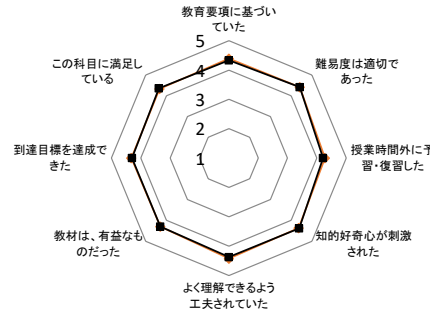 教育要項に基づい
ていた
難易度は適切で
あった
授業時間外に予
習・復習した
知的好奇心が刺激
された
よく理解できるよう
工夫されていた
教材は、有益なも
のだった
到達目標を達成で
きた
この科目に満足し
ている
5
4
3
2
1